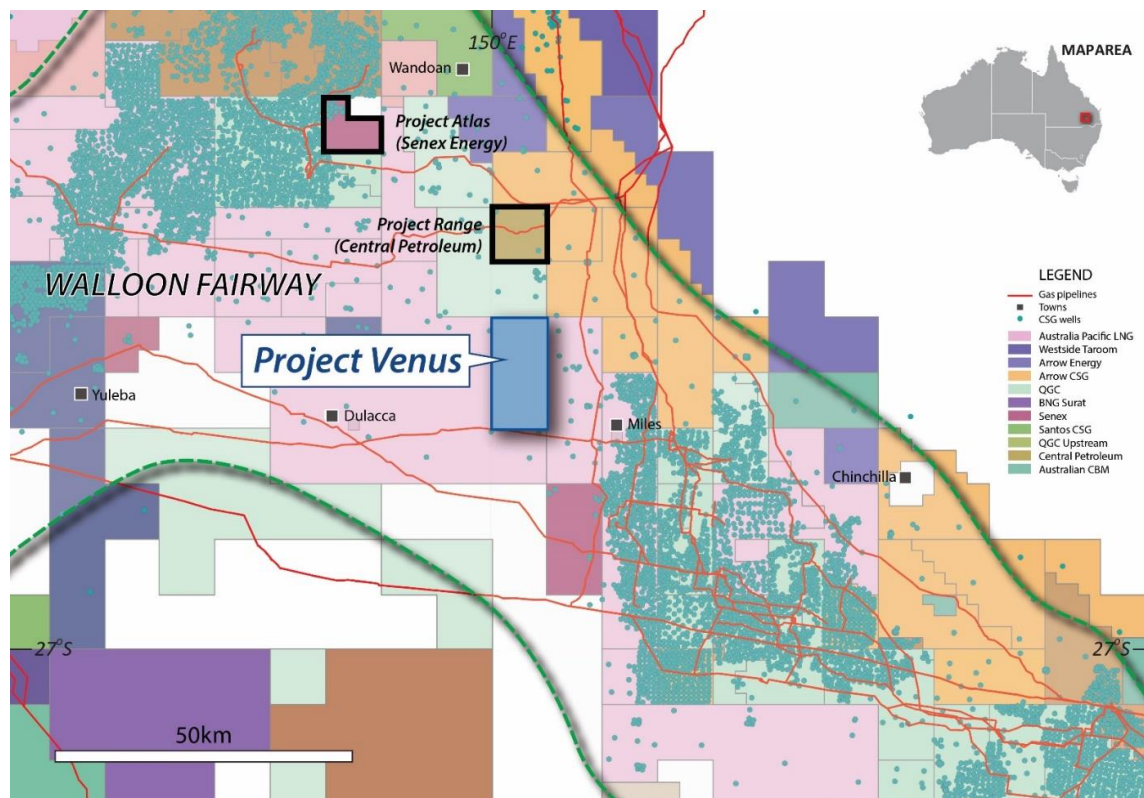 150°E
MAPAREA
Wandoan
Project Atlas
(Senex Energy)
Project Range
(Central Petroleum)
WALLOON FAIRWAY
Project Venus
Yuleba
Dulacca
Miles
Chinchilla
LEGEND
Gas pipelines
Towns
CSG wells
Australia Pacific LNG
Westside Taroom
Arrow Energy
Arrow CSG
QGC
BNG Surat
Senex
Santos CSG
QGC Upstream
Central Petroleum
Australian CBM
27°S
27°S
50km